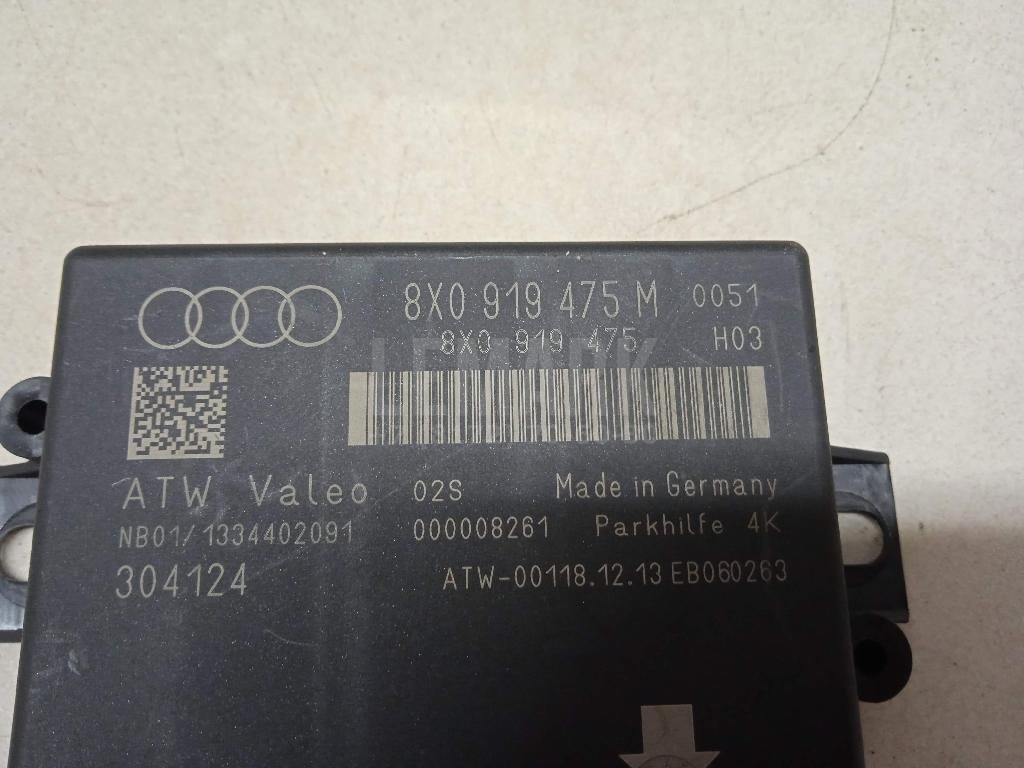 8X0 919 475 M 0051
8X0 919 475 H03
ATW Valeo 02S Made in Germany
NB01/1334402091 000008261 Parkhilfe 4K
304124 ATW-00118.12.13 EB060263